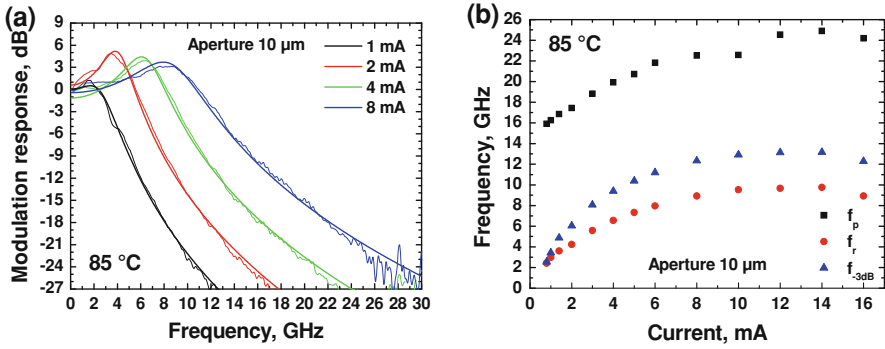 (a)
Modulation response, dB
9
6
3
0
-3
-6
-9
-12
-15
-18
-21
-24
-27
Aperture 10 µm
1 mA
2 mA
4 mA
8 mA
85 °C
0 2 4 6 8 10 12 14 16 18 20 22 24 26 28 30
Frequency, GHz
(b)
Frequency, GHz
26
24
22
20
18
16
14
12
10
8
6
4
2
0
85 °C
f_p
f_r
f_-3dB
Aperture 10 µm
0 2 4 6 8 10 12 14 16
Current, mA